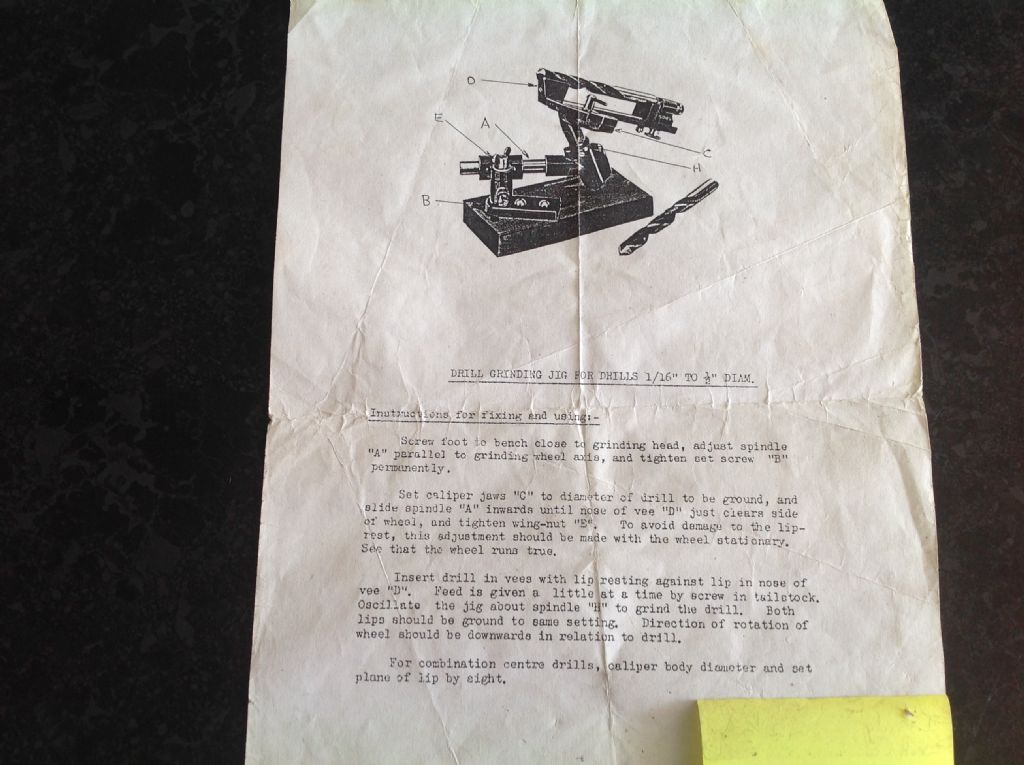 D
E
A
C
H
B
DRILL GRINDING JIG FOR DRILLS 1/16" TO ½" DIAM.
Instructions for fixing and using:-
Screw foot to bench close to grinding head, adjust spindle
"A" parallel to grinding wheel axis, and tighten set screw "B"
permanently.
Set caliper jaws "C" to diameter of drill to be ground, and
slide spindle "A" inwards until nose of vee "D" just clears side
of wheel, and tighten wing-nut "E". To avoid damage to the lip-
rest, this adjustment should be made with the wheel stationary.
See that the wheel runs true.
Insert drill in vees with lip resting against lip in nose of
vee "D". Feed is given a little at a time by screw in tailstock.
Oscillate the jig about spindle "H" to grind the drill. Both
lips should be ground to same setting. Direction of rotation of
wheel should be downwards in relation to drill.
For combination centre drills, caliper body diameter and set
plane of lip by sight.